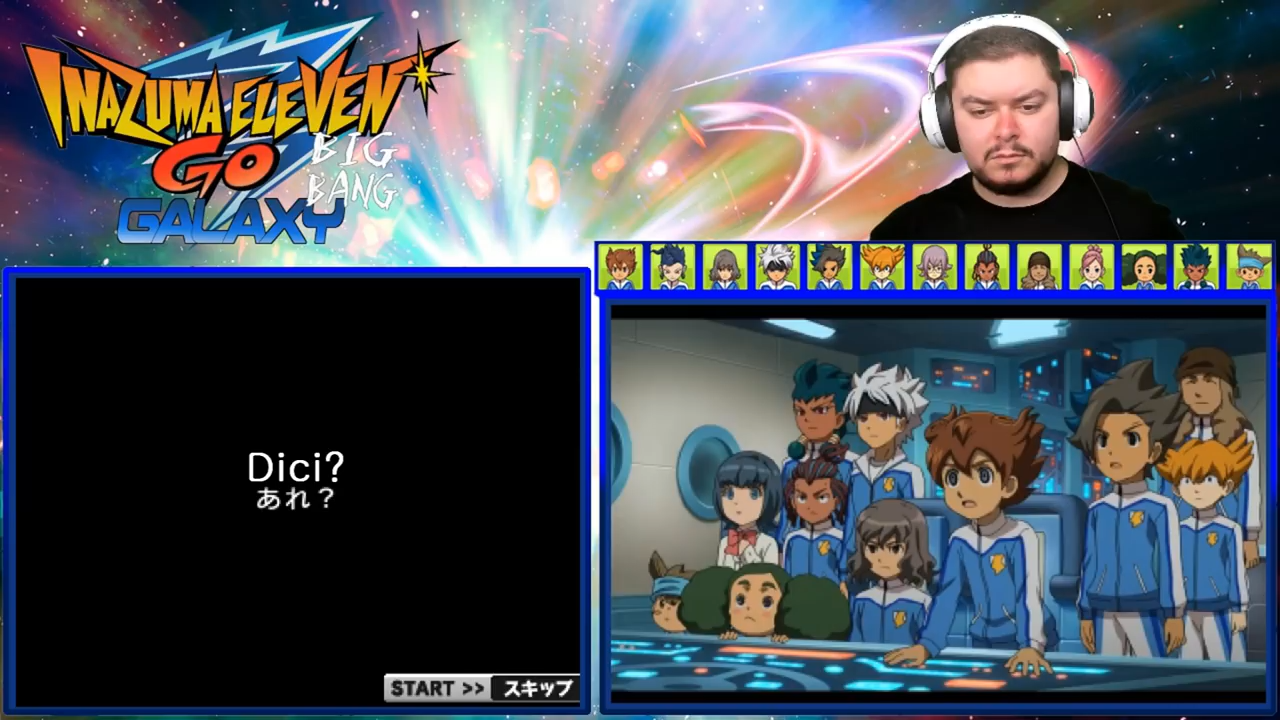 INAZUMA ELEVEN
GO
BIG
BANG
GALAXY
Dici?
あれ？
START >> スキップ